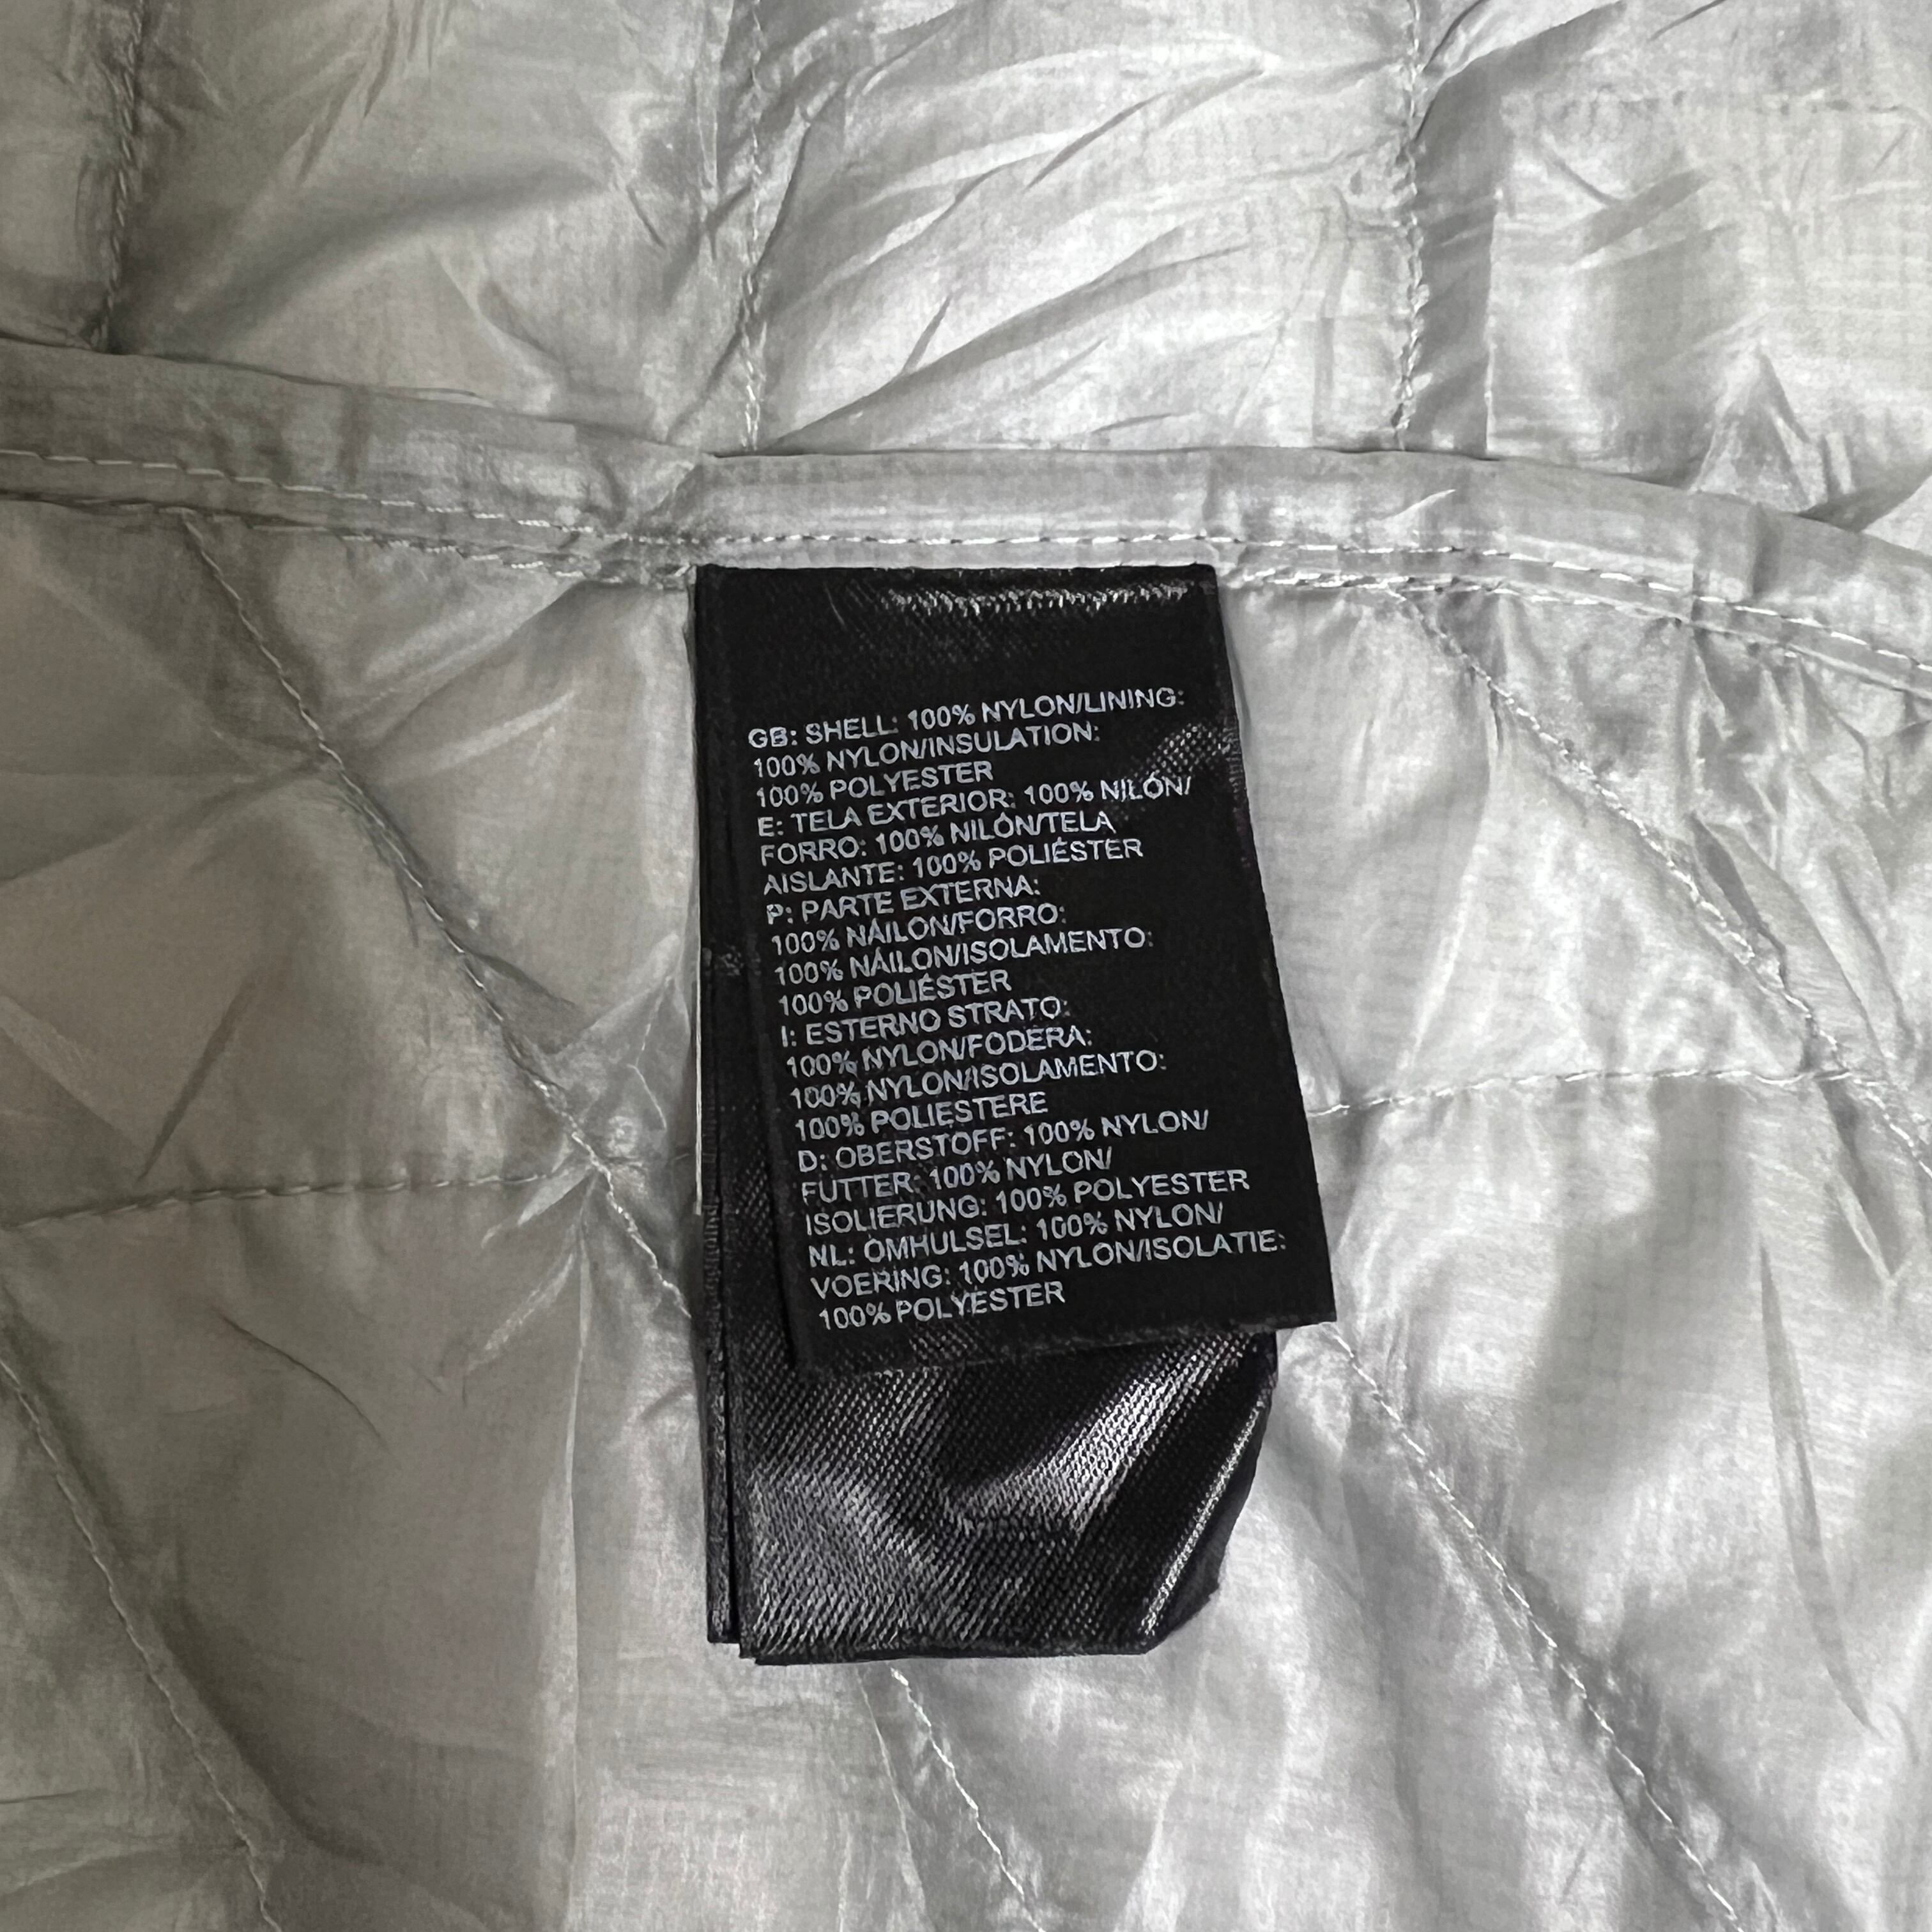 GB: SHELL: 100% NYLON/LINING:
100% NYLON/INSULATION:
100% POLYESTER
E: TELA EXTERIOR: 100% NILÓN/
FORRO: 100% NILÓN/TELA
AISLANTE: 100% POLIÉSTER
P: PARTE EXTERNA:
100% NÁILON/FORRO:
100% NÁILON/ISOLAMENTO:
100% POLIÉSTER
I: ESTERNO STRATO:
100% NYLON/FODERA:
100% NYLON/ISOLAMENTO:
100% POLIESTERE
D: OBERSTOFF: 100% NYLON/
FUTTER: 100% NYLON/
ISOLIERUNG: 100% POLYESTER
NL: OMHULSEL: 100% NYLON/
VOERING: 100% NYLON/ISOLATIE:
100% POLYESTER